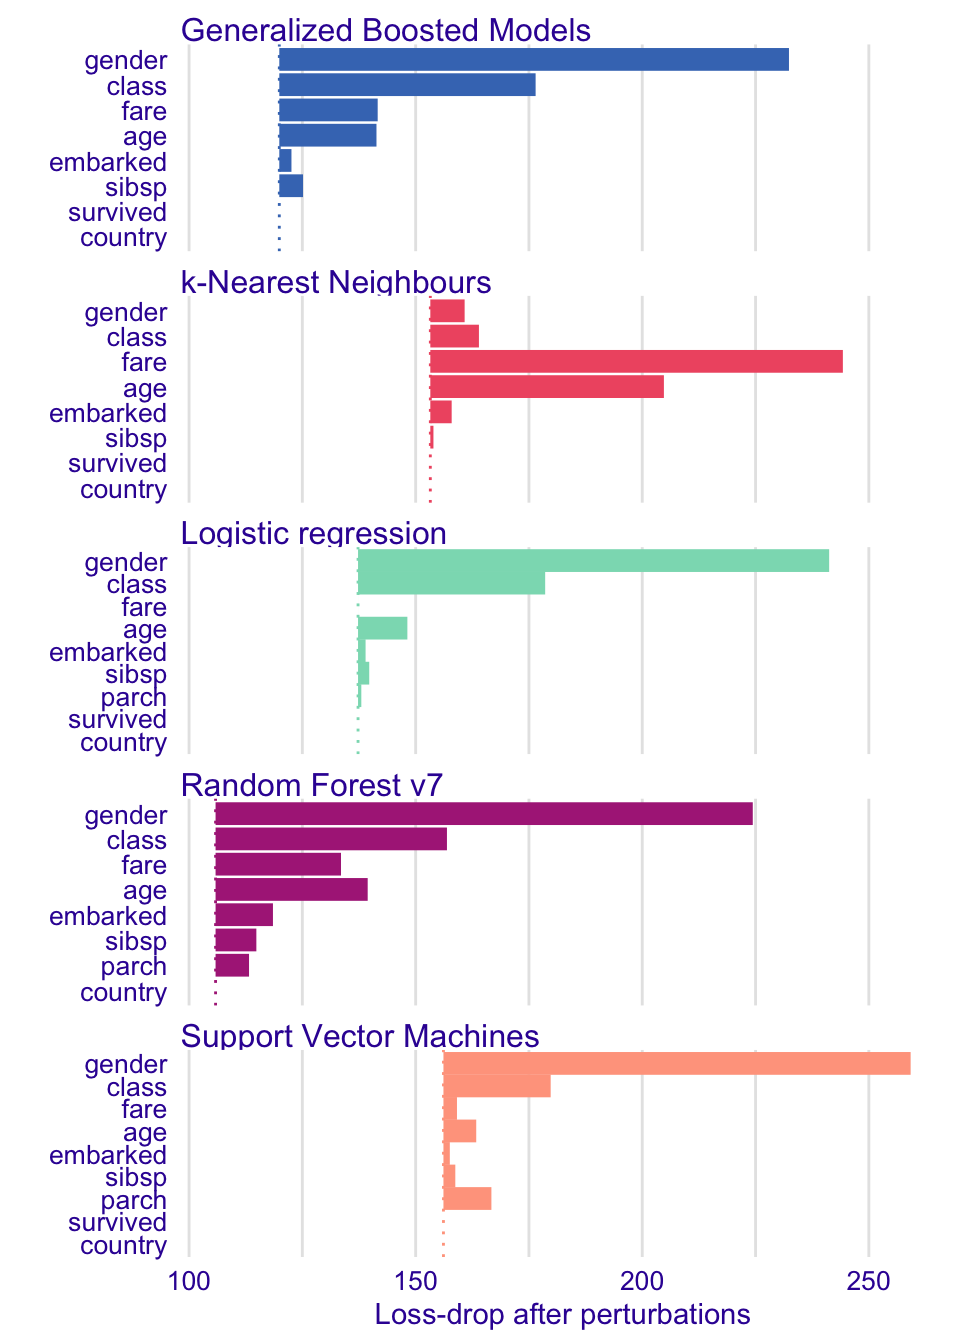 Generalized Boosted Models
gender
class
fare
age
embarked
sibsp
survived
country
k-Nearest Neighbours
gender
class
fare
age
embarked
sibsp
survived
country
Logistic regression
gender
class
fare
age
embarked
sibsp
parch
survived
country
Random Forest v7
gender
class
fare
age
embarked
sibsp
parch
country
Support Vector Machines
gender
class
fare
age
embarked
sibsp
parch
survived
country
100 150 200 250
Loss-drop after perturbations